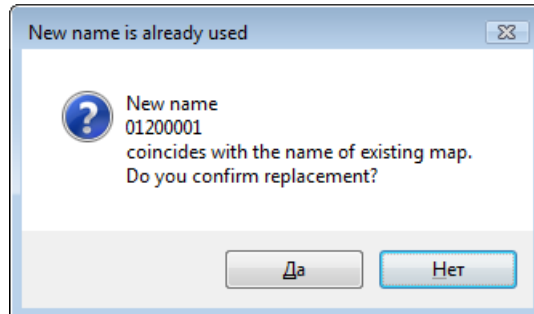 New name is already used
New name
01200001
coincides with the name of existing map.
Do you confirm replacement?
Да
Нет